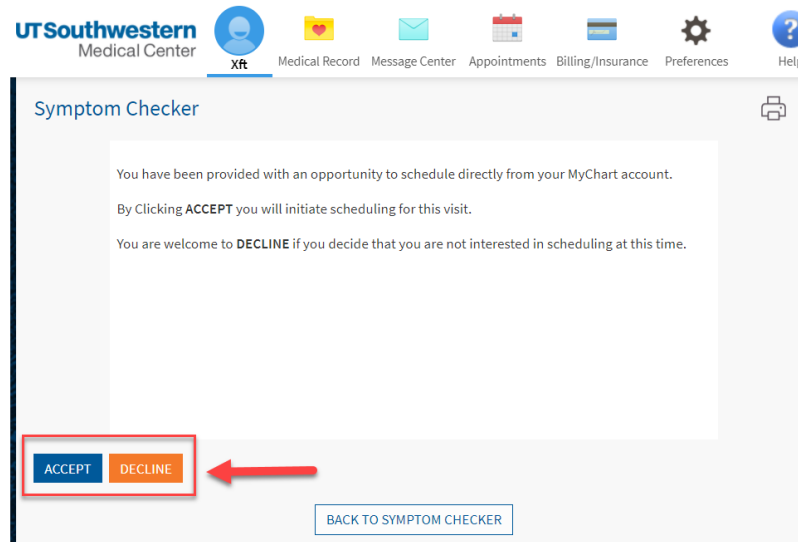 UTSouthwestern
Medical Center
Xft
Medical Record
Message Center
Appointments
Billing/Insurance
Preferences
?
Help
Symptom Checker
You have been provided with an opportunity to schedule directly from your MyChart account.
By Clicking ACCEPT you will initiate scheduling for this visit.
You are welcome to DECLINE if you decide that you are not interested in scheduling at this time.
ACCEPT
DECLINE
BACK TO SYMPTOM CHECKER